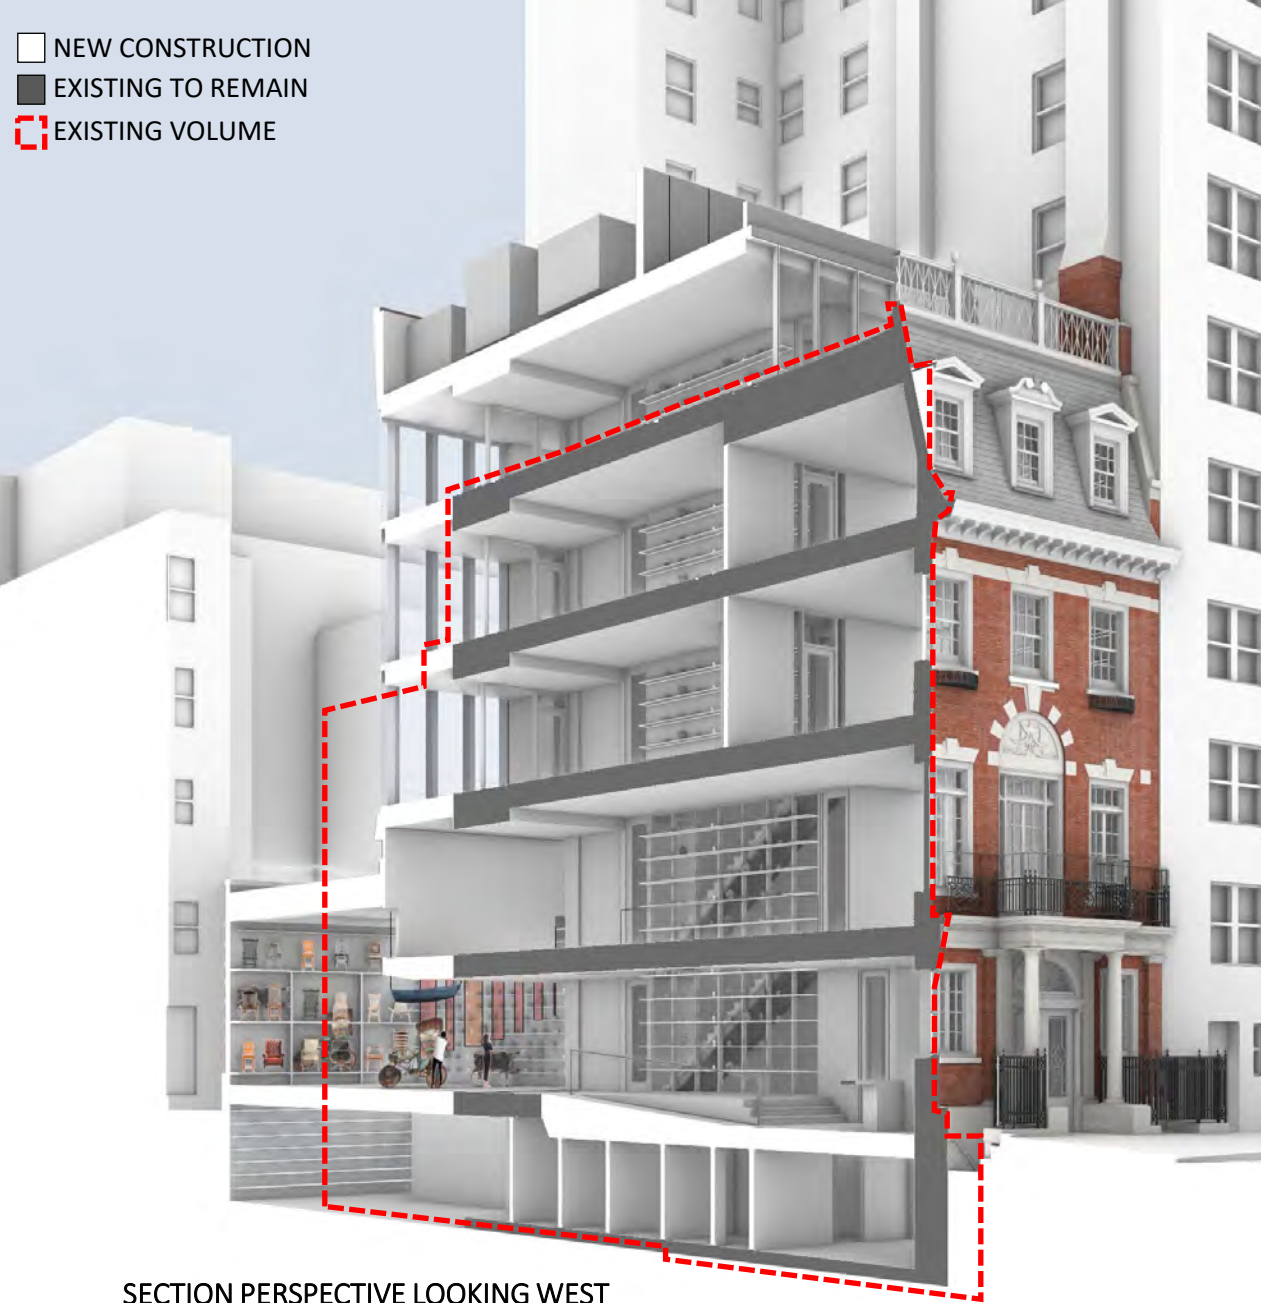 NEW CONSTRUCTION
EXISTING TO REMAIN
EXISTING VOLUME
SECTION PERSPECTIVE LOOKING WEST